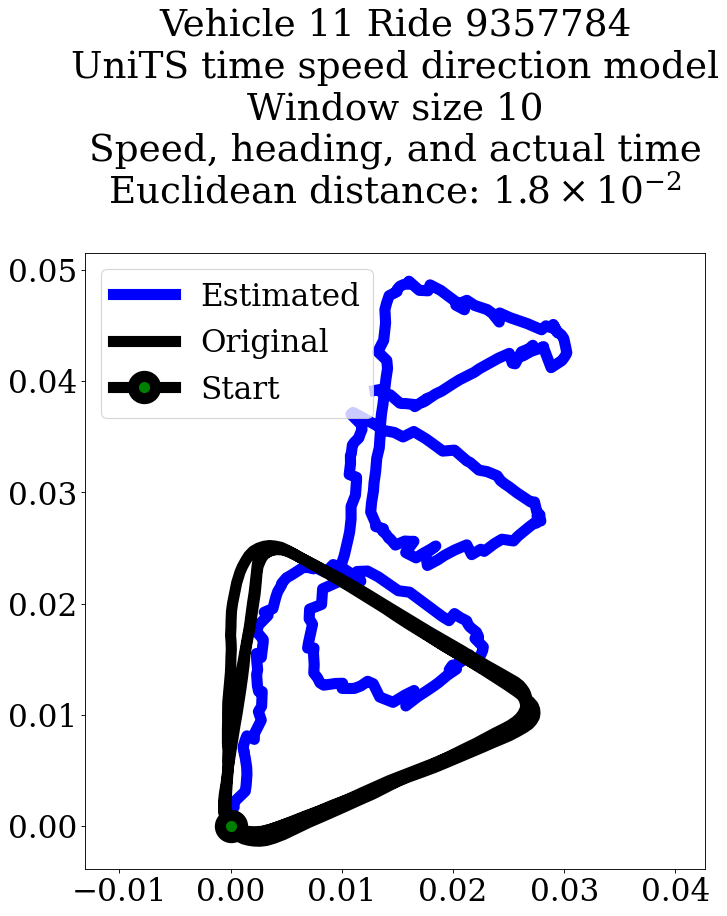 Vehicle 11 Ride 9357784
UniTS time speed direction model
Window size 10
Speed, heading, and actual time
Euclidean distance: 1.8 × 10⁻²
0.05
0.04
0.03
0.02
0.01
0.00
Estimated
Original
Start
−0.01 0.00 0.01 0.02 0.03 0.04